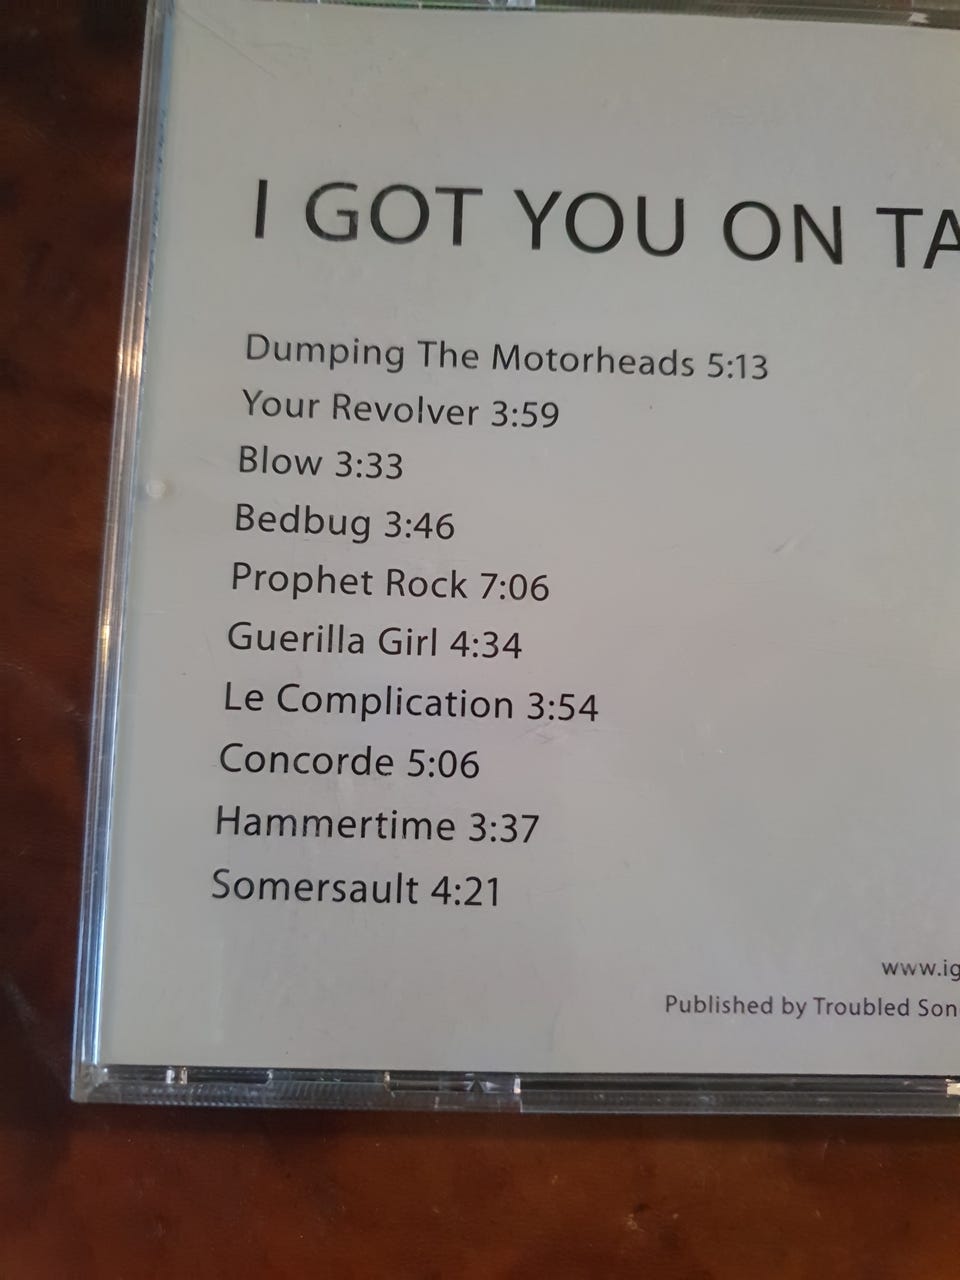 I GOT YOU ON TA
Dumping The Motorheads 5:13
Your Revolver 3:59
Blow 3:33
Bedbug 3:46
Prophet Rock 7:06
Guerilla Girl 4:34
Le Complication 3:54
Concorde 5:06
Hammertime 3:37
Somersault 4:21
www.ig
Published by Troubled Son